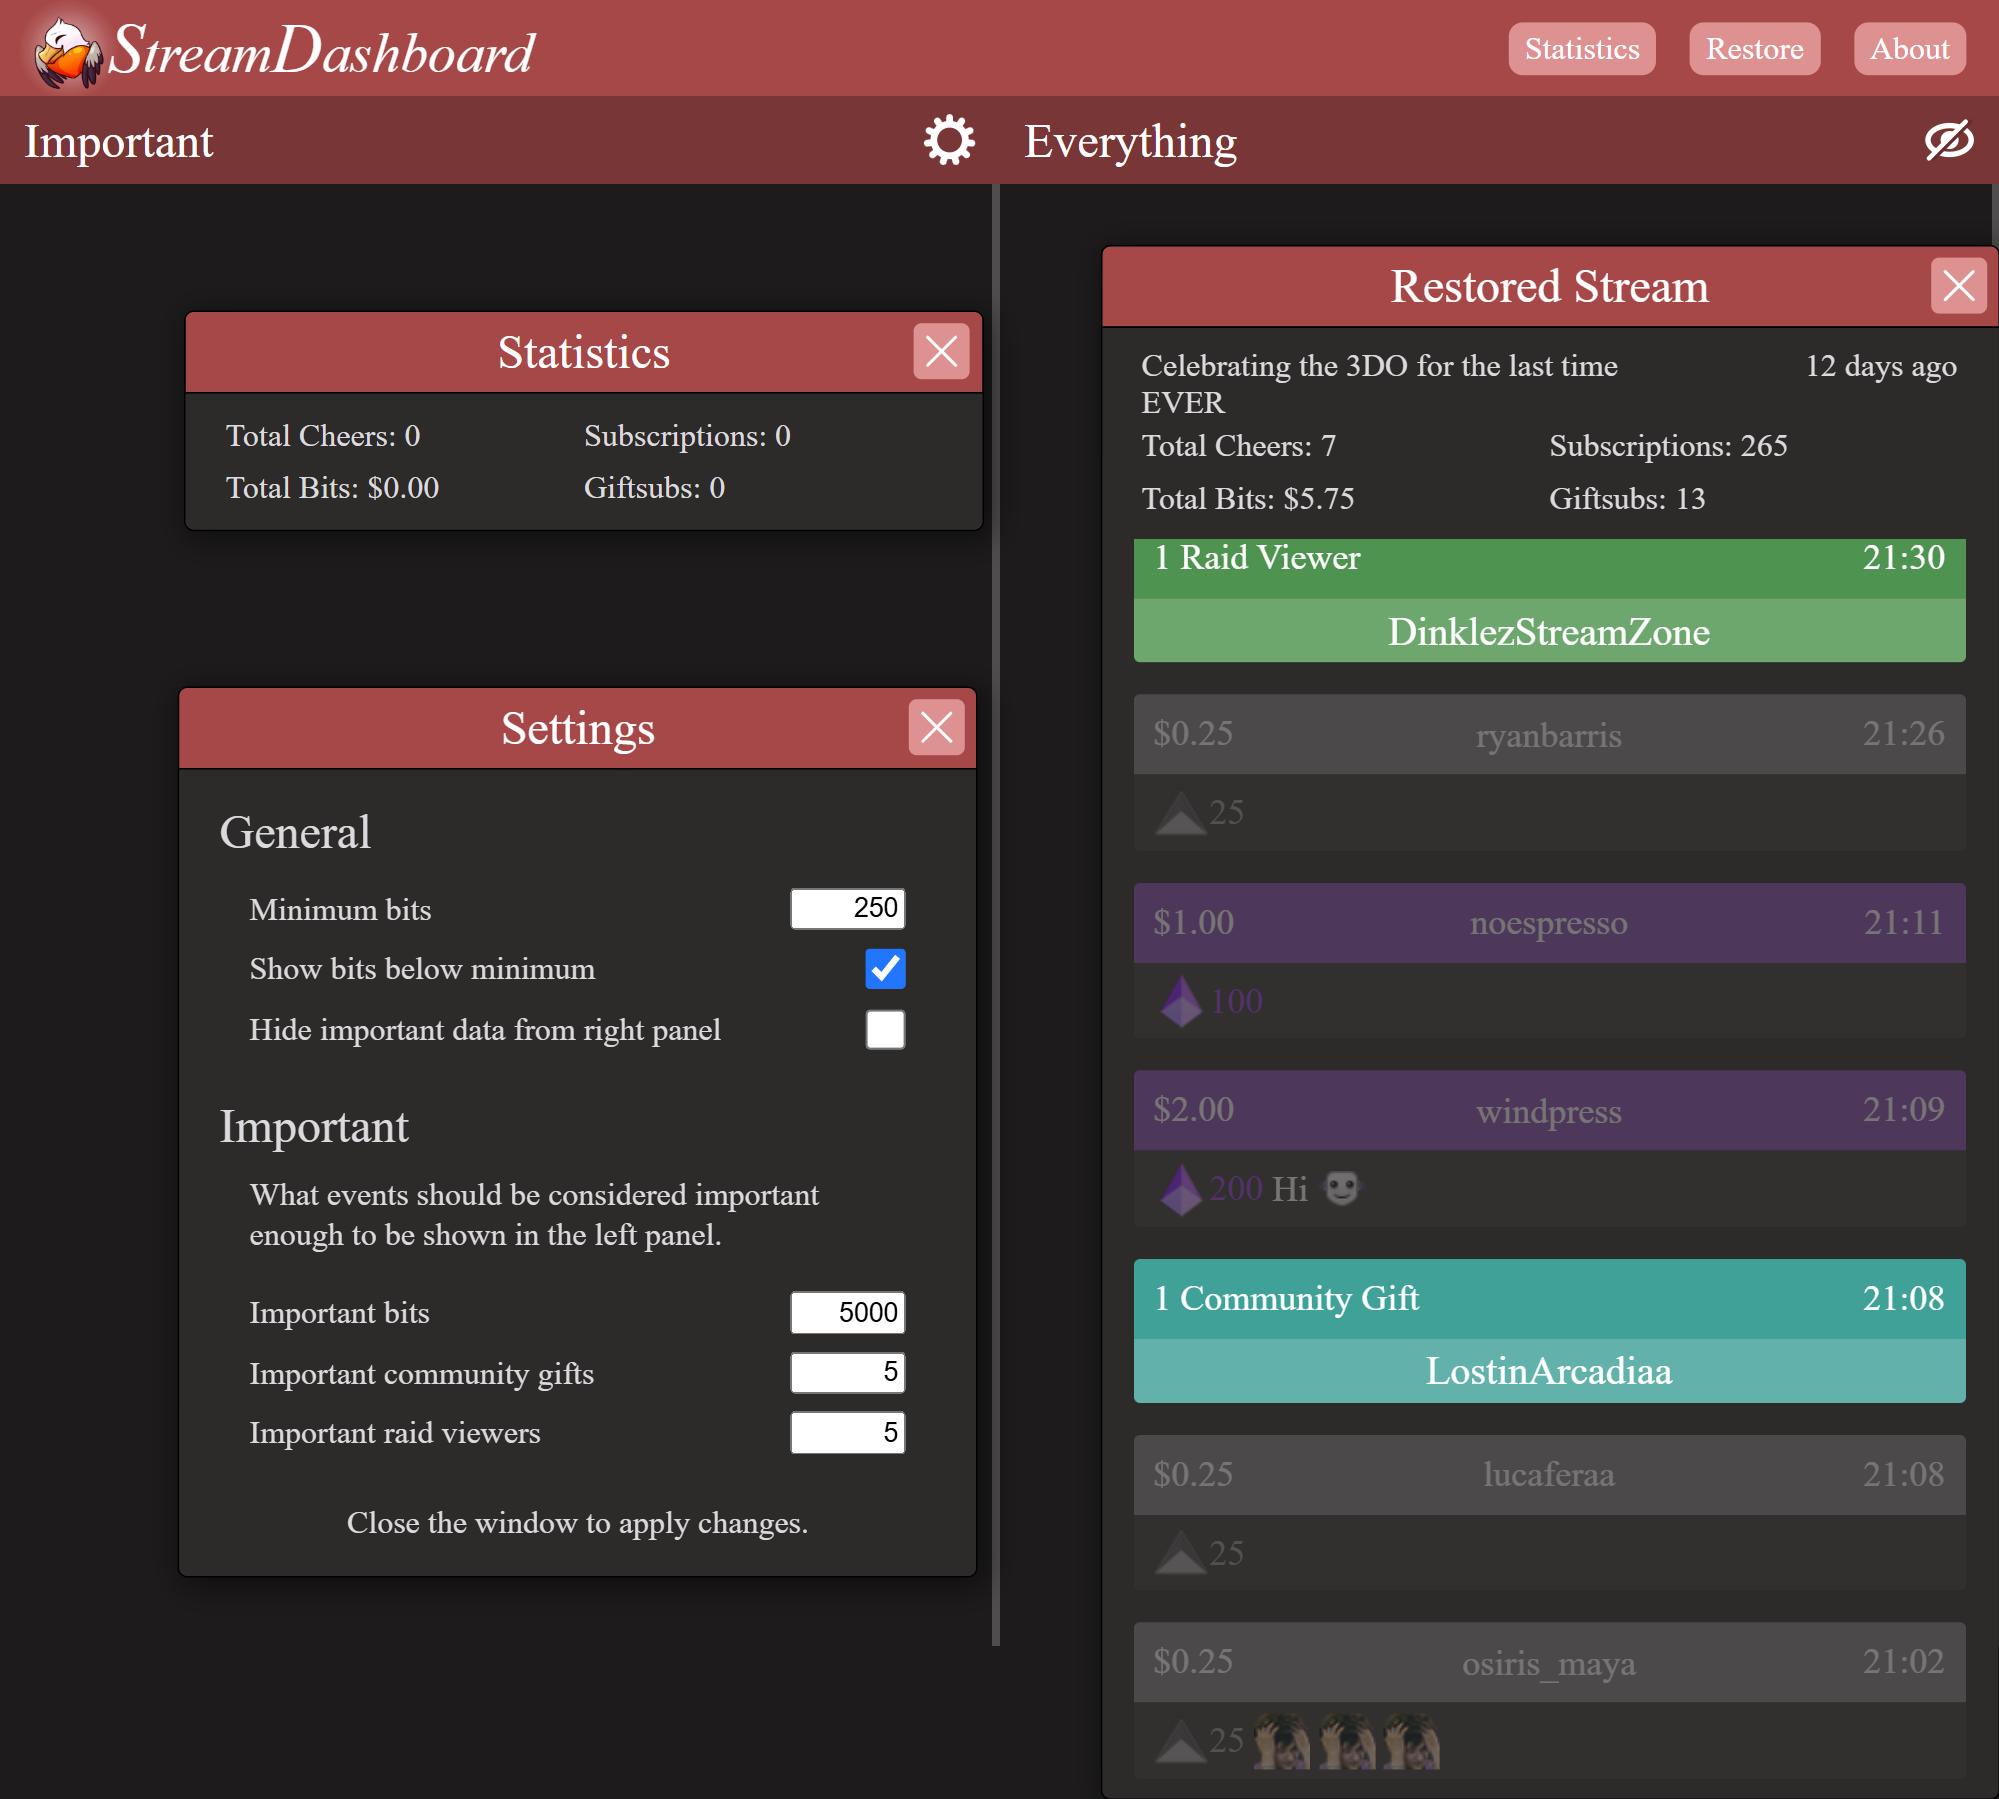 StreamDashboard
Statistics
Restore
About
Important
Everything
Statistics
Total Cheers: 0
Subscriptions: 0
Total Bits: $0.00
Giftsubs: 0
Settings
General
Minimum bits
250
Show bits below minimum
Hide important data from right panel
Important
What events should be considered important
enough to be shown in the left panel.
Important bits
5000
Important community gifts
5
Important raid viewers
5
Close the window to apply changes.
Restored Stream
Celebrating the 3DO for the last time
EVER
12 days ago
Total Cheers: 7
Subscriptions: 265
Total Bits: $5.75
Giftsubs: 13
1 Raid Viewer
21:30
DinklezStreamZone
$0.25
ryanbarris
21:26
25
$1.00
noespresso
21:11
100
$2.00
windpress
21:09
200 Hi
1 Community Gift
21:08
LostinArcadiaa
$0.25
lucaferaa
21:08
25
$0.25
osiris_maya
21:02
25